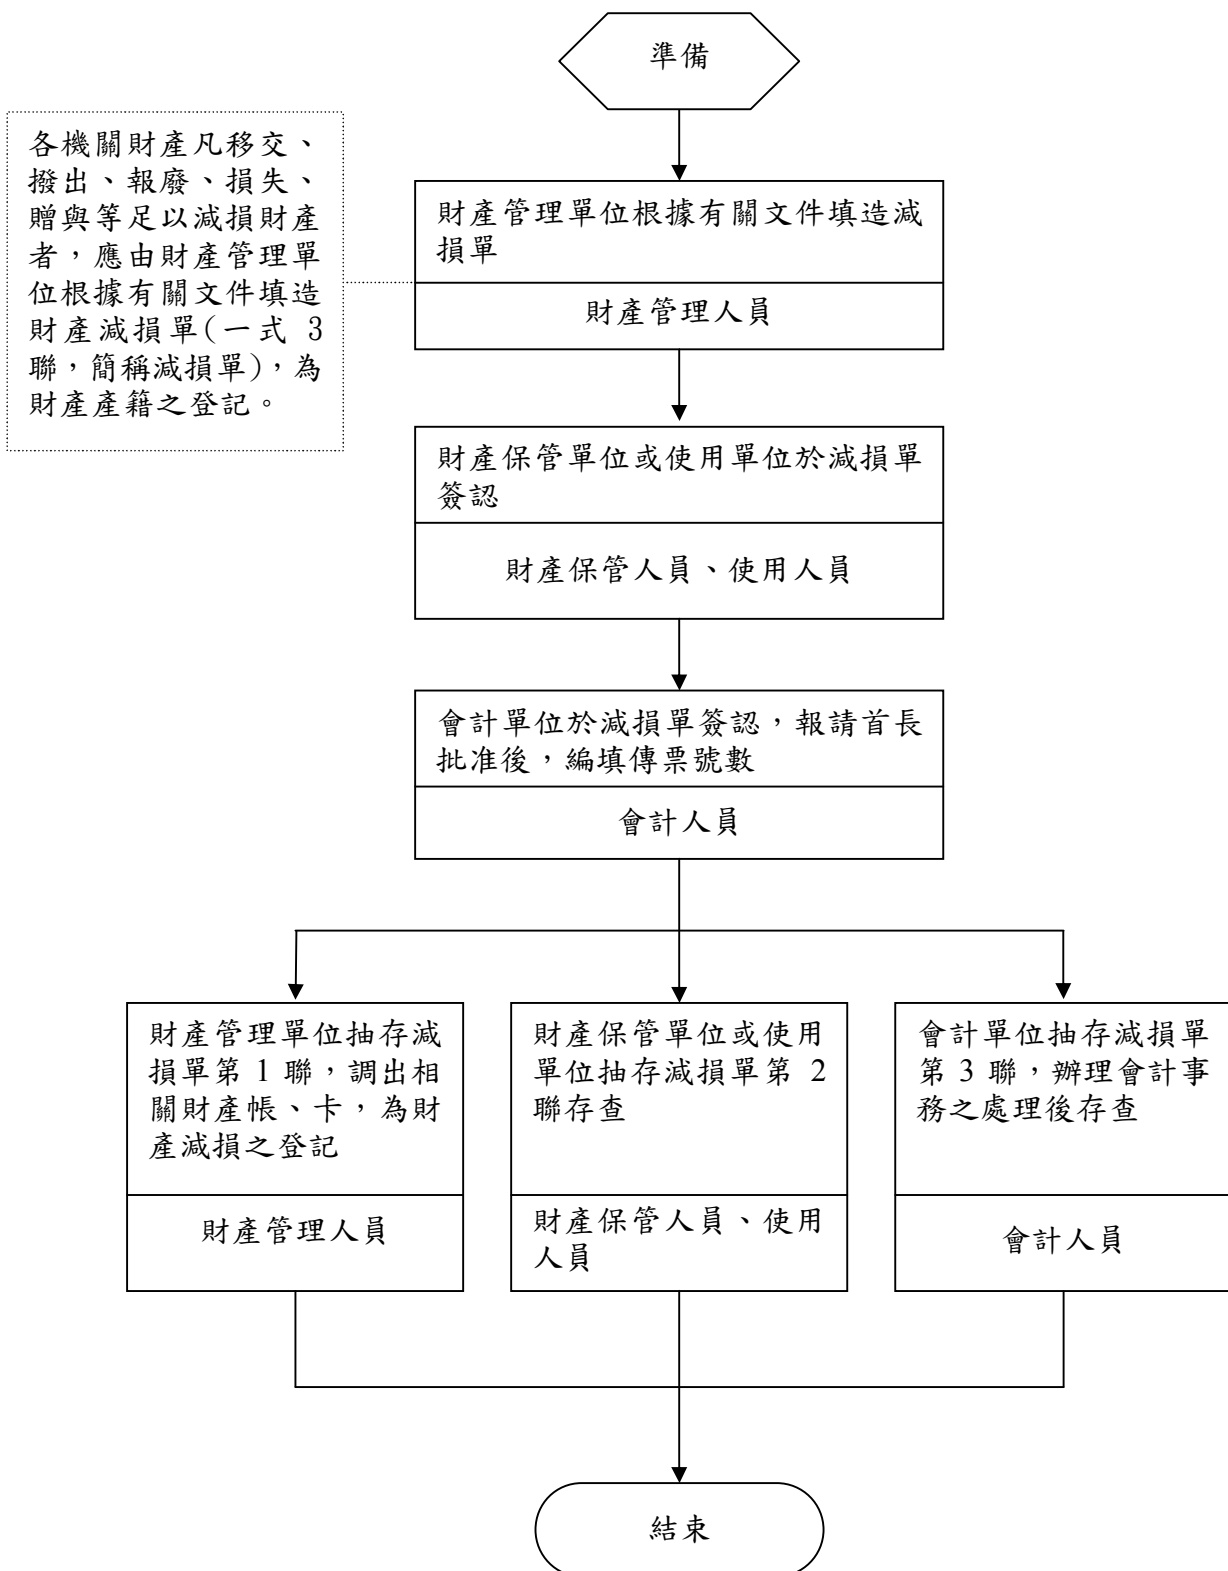 準備
各機關財產凡移交、
撥出、報廢、損失、
贈與等足以減損財產
者，應由財產管理單
位根據有關文件填造
財產減損單(一式 3
聯，簡稱減損單)，為
財產產籍之登記。
財產管理單位根據有關文件填造減
損單
財產管理人員
財產保管單位或使用單位於減損單
簽認
財產保管人員、使用人員
會計單位於減損單簽認，報請首長
批准後，編填傳票號數
會計人員
財產管理單位抽存減
損單第 1 聯，調出相
關財產帳、卡，為財
產減損之登記
財產管理人員
財產保管單位或使用
單位抽存減損單第 2
聯存查
財產保管人員、使用
人員
會計單位抽存減損單
第 3 聯，辦理會計事
務之處理後存查
會計人員
結束